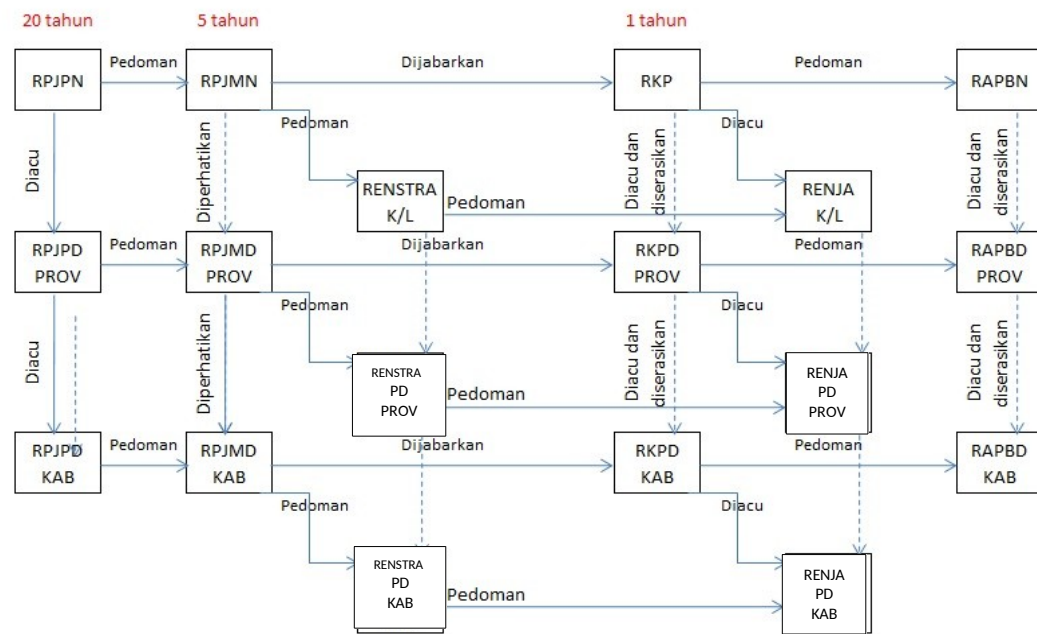 20 tahun
5 tahun
1 tahun
RPJPN
Pedoman
RPJMN
Dijabarkan
RKP
Pedoman
RAPBN
Diacu
Diperhatikan
Pedoman
Diacu dan
diserasikan
Diacu
Diacu dan
diserasikan
RENSTRA
K/L
Pedoman
RENJA
K/L
RPJPD
PROV
Pedoman
RPJMD
PROV
Dijabarkan
RKPD
PROV
Pedoman
RAPBD
PROV
Diacu
Diperhatikan
Pedoman
Diacu dan
diserasikan
Diacu
Diacu dan
diserasikan
RENSTRA
PD
PROV
Pedoman
RENJA
PD
PROV
RPJPD
KAB
Pedoman
RPJMD
KAB
Dijabarkan
RKPD
KAB
Pedoman
RAPBD
KAB
Pedoman
Diacu
RENSTRA
PD
KAB
Pedoman
RENJA
PD
KAB